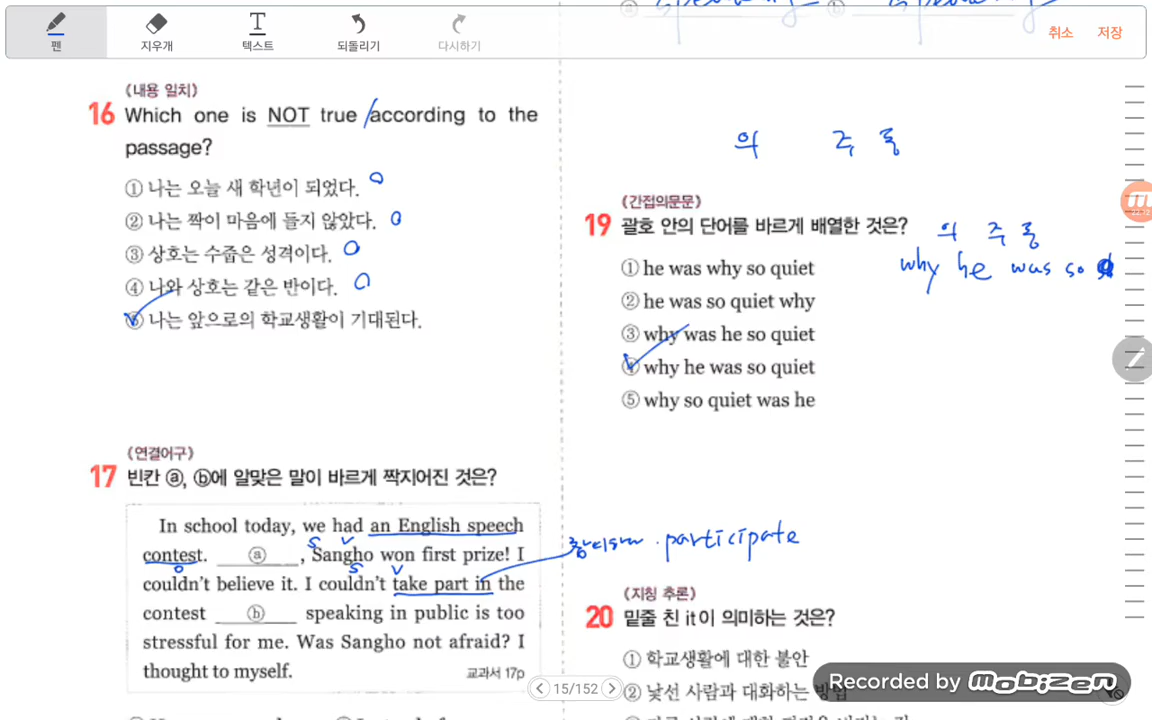 펜
지우개
텍스트
되돌리기
다시하기
취소
저장
《내용 일치》
16 Which one is NOT true according to the
passage?
① 나는 오늘 새 학년이 되었다.
② 나는 짝이 마음에 들지 않았다.
③ 상호는 수줍은 성격이다.
④ 나와 상호는 같은 반이다.
⑤ 나는 앞으로의 학교생활이 기대된다.
《연결어구》
17 빈칸 ⓐ, ⓑ에 알맞은 말이 바르게 짝지어진 것은?
In school today, we had an English speech
s v
contest. ⓐ , Sangho won first prize! I
o s v
couldn't believe it. I couldn't take part in the
contest ⓑ speaking in public is too
stressful for me. Was Sangho not afraid? I
thought to myself. 교과서 17p
의 주 동
《간접의문문》
19 괄호 안의 단어를 바르게 배열한 것은?
의 주 동
why he was so
① he was why so quiet
② he was so quiet why
③ why was he so quiet
④ why he was so quiet
⑤ why so quiet was he
participate
《지칭 추론》
20 밑줄 친 it이 의미하는 것은?
① 학교생활에 대한 불안
② 낯선 사람과 대화하는 방법
15/152
Recorded by mobizen